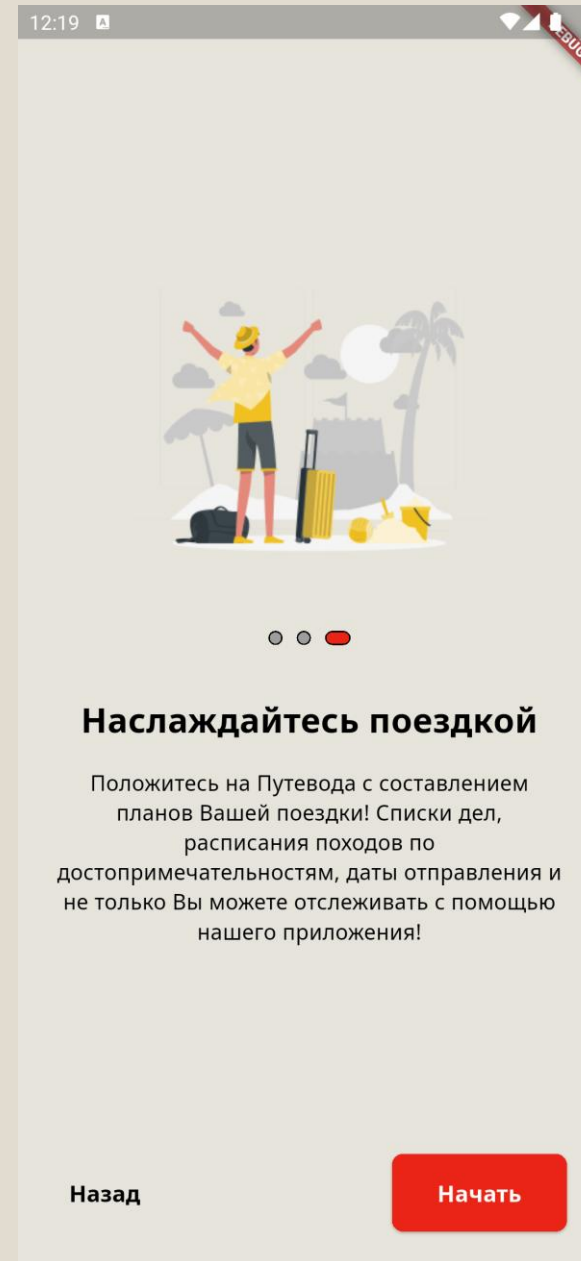 12:19 A
Наслаждайтесь поездкой
Положитесь на Путевода с составлением
планов Вашей поездки! Списки дел,
расписания походов по
достопримечательностям, даты отправления и
не только Вы можете отслеживать с помощью
нашего приложения!
Назад
Начать